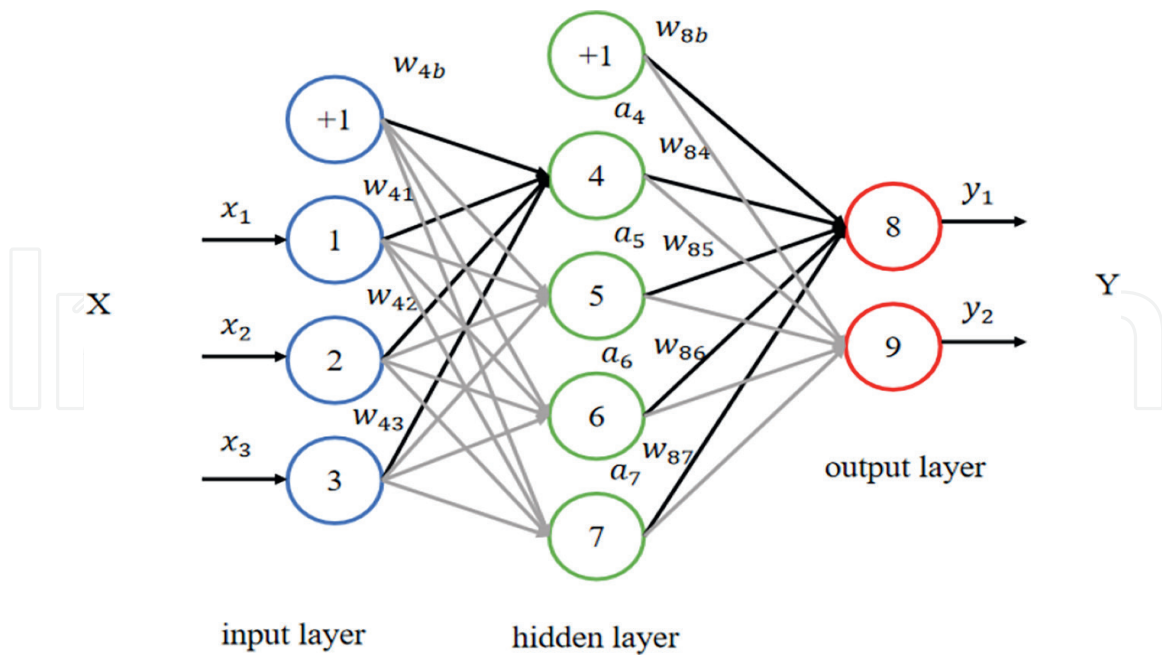 w₈b
+1
w₄b
a₄
+1
w₈₄
4
w₄₁
x₁
y₁
a₅
8
1
w₈₅
w₄₂
X
5
Y
x₂
y₂
a₆
w₈₆
9
2
w₄₃
6
x₃
w₈₇
a₇
output layer
3
7
input layer
hidden layer